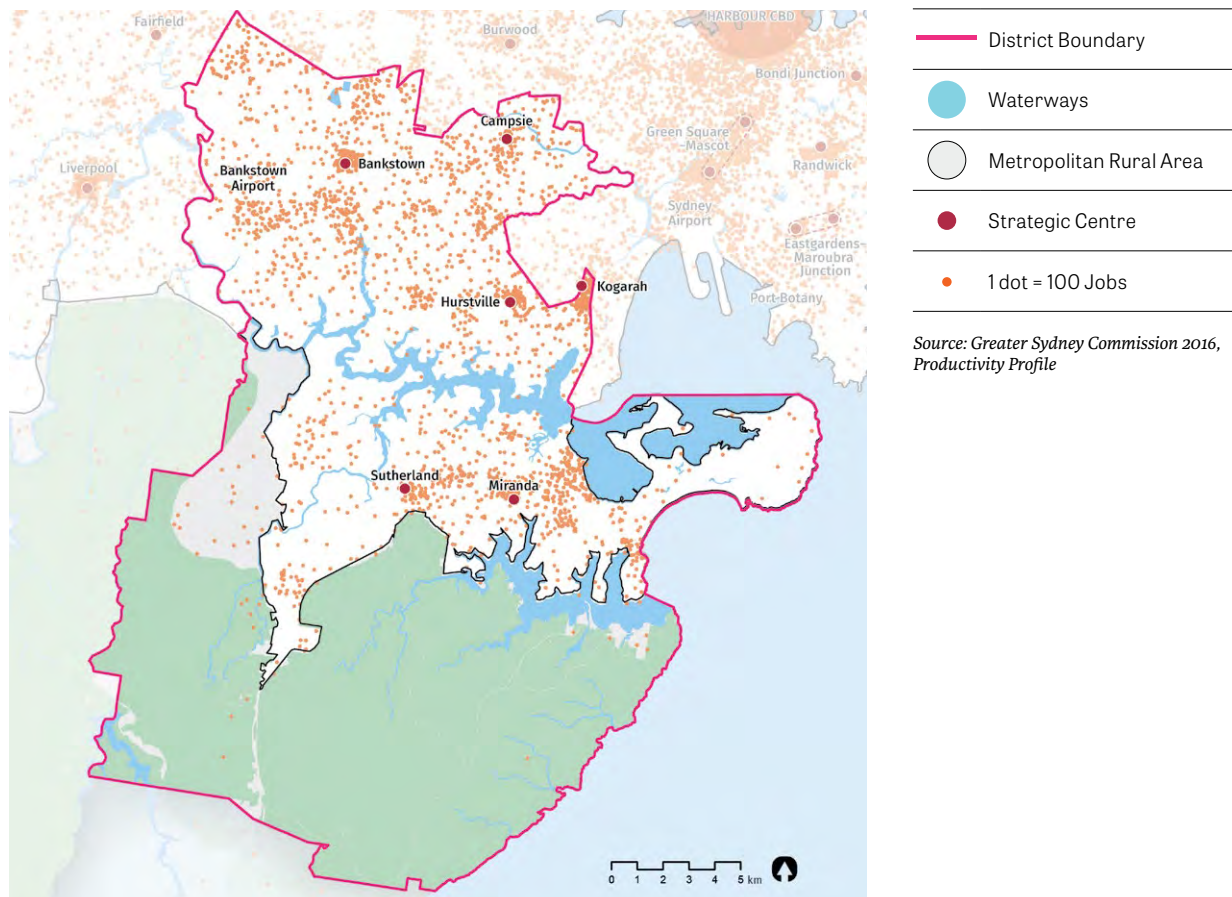 Fairfield
Burwood
HARBOUR CBD
Bondi Junction
Campsie
Green Square
-Mascot
Bankstown
Liverpool
Bankstown
Airport
Randwick
Sydney
Airport
Eastgardens-
Maroubra
Junction
Kogarah
Hurstville
Port Botany
Sutherland
Miranda
0 1 2 3 4 5 km
District Boundary
Waterways
Metropolitan Rural Area
Strategic Centre
1 dot = 100 Jobs
Source: Greater Sydney Commission 2016,
Productivity Profile